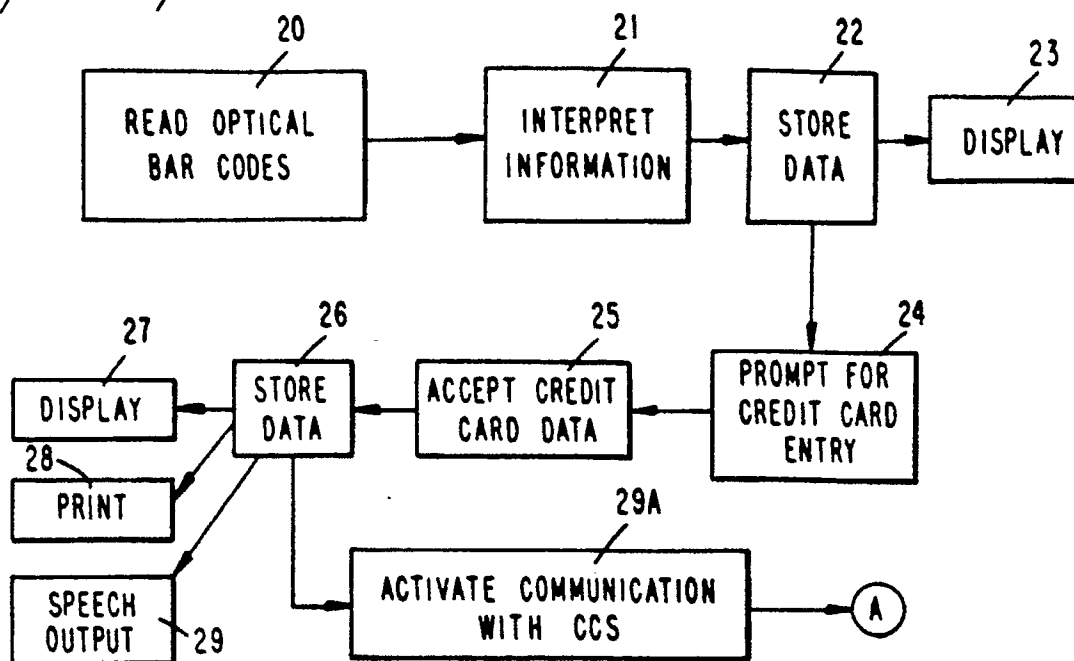 20
READ OPTICAL
BAR CODES
21
INTERPRET
INFORMATION
22
STORE
DATA
23
DISPLAY
24
PROMPT FOR
CREDIT CARD
ENTRY
25
ACCEPT CREDIT
CARD DATA
26
STORE
DATA
27
DISPLAY
28
PRINT
SPEECH
OUTPUT
29
29A
ACTIVATE COMMUNICATION
WITH CCS
A